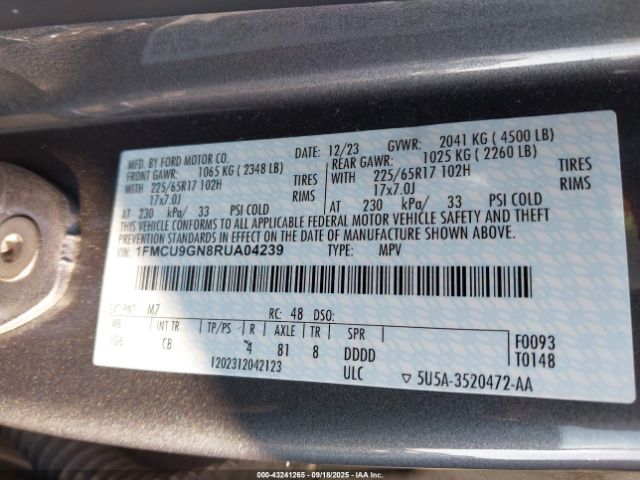 MFD. BY FORD MOTOR CO.
DATE: 12/23 GVWR: 2041 KG ( 4500 LB)
FRONT GAWR: 1065 KG ( 2348 LB) REAR GAWR: 1025 KG ( 2260 LB)
WITH 225/65R17 102H TIRES WITH 225/65R17 102H TIRES
17x7.0J RIMS 17x7.0J RIMS
AT 230 kPa/ 33 PSI COLD AT 230 kPa/ 33 PSI COLD
THIS VEHICLE CONFORMS TO ALL APPLICABLE FEDERAL MOTOR VEHICLE SAFETY AND THEFT
PREVENTION STANDARDS IN EFFECT ON THE DATE OF MANUFACTURE SHOWN ABOVE.
VIN: 1FMCU9GN8RUA04239 TYPE: MPV
EXT PNT: M7 RC: 48 DSO:
WB INT TR TP/PS R AXLE TR SPR
CB 4 81 8 DDDD
F0093
T0148
1202312042123 ULC ▽ 5U5A-3520472-AA
000-43241265 - 09/18/2025 - IAAI.COM